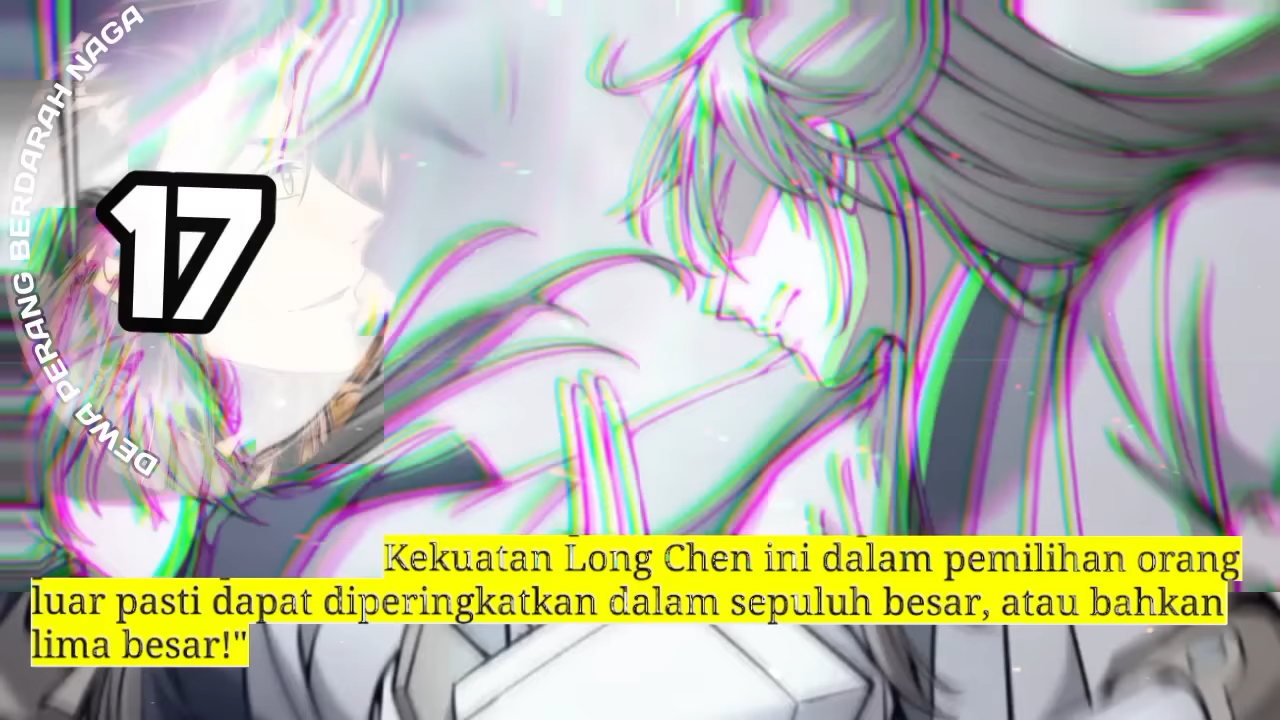 DEWA PERANG BERDARAH NAGA
17
Kekuatan Long Chen ini dalam pemilihan orang
luar pasti dapat diperingkatkan dalam sepuluh besar, atau bahkan
lima besar!"